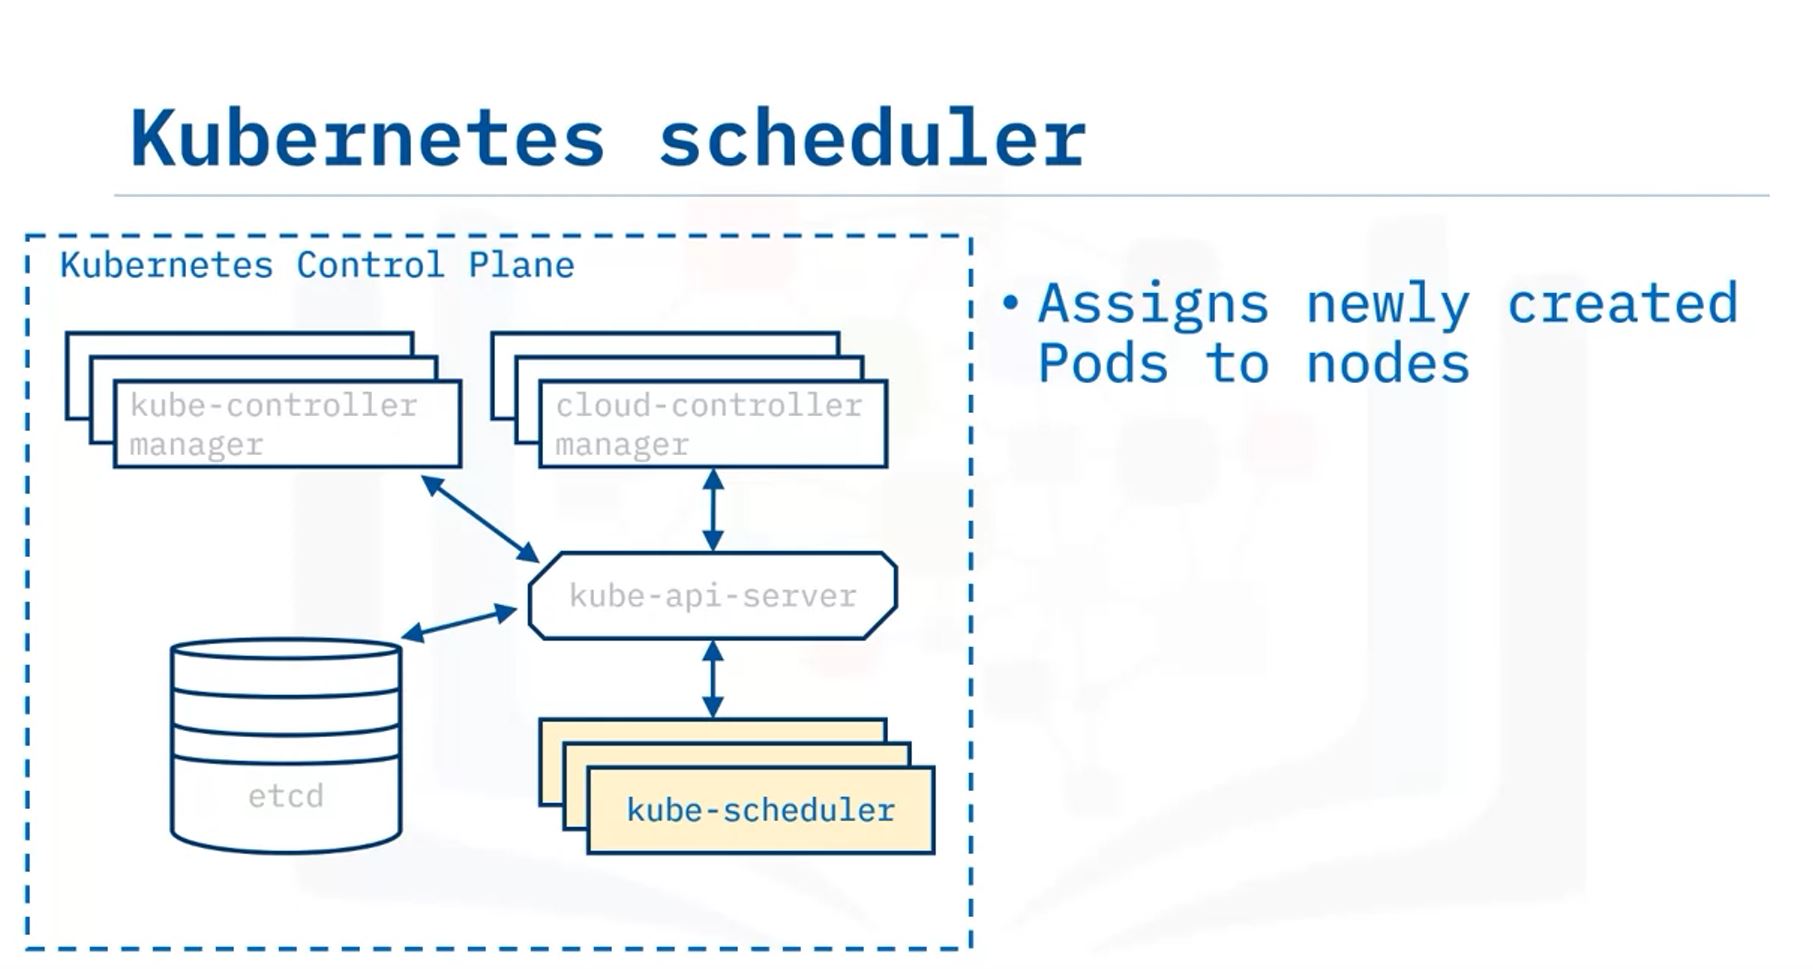 Kubernetes scheduler
Kubernetes Control Plane
kube-controller
manager
cloud-controller
manager
kube-api-server
etcd
kube-scheduler
• Assigns newly created
Pods to nodes